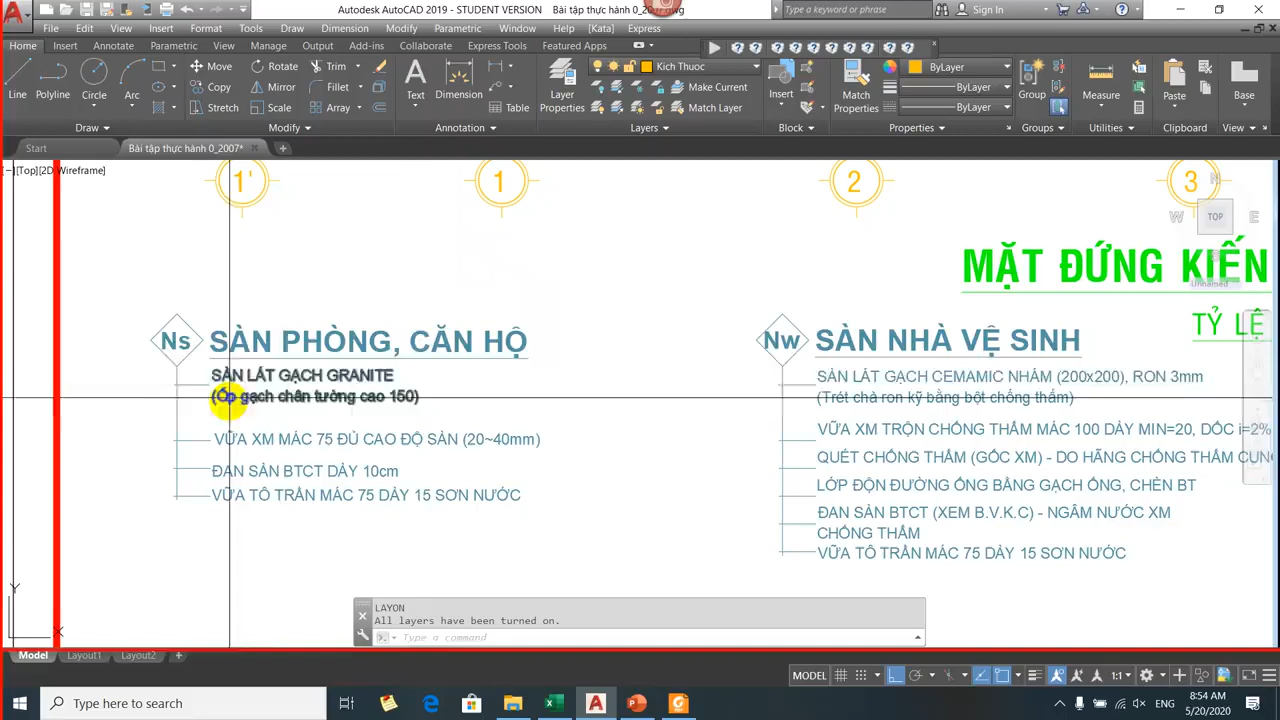 Autodesk AutoCAD 2019 - STUDENT VERSION Bài tập thực hành 0_2007.dwg
Type a keyword or phrase
Sign In
File Edit View Insert Format Tools Draw Dimension Modify Parametric Window Help [Kata] Express
Home Insert Annotate Parametric View Manage Output Add-ins Collaborate Express Tools Featured Apps
Line Polyline Circle Arc
Move Rotate Trim
Copy Mirror Fillet
Stretch Scale Array
Text Dimension Table
Layer Properties
Kich Thuoc
Make Current
Match Layer
Insert
Match Properties
ByLayer
ByLayer
ByLayer
Group Measure Paste Base
Draw Modify Annotation Layers Block Properties Groups Utilities Clipboard View
Start Bài tập thực hành 0_2007*
[−][Top][2D Wireframe]
1' 1 2 3
N
W TOP E
Unnamed
MẶT ĐỨNG KIẾN
TỶ LỆ
Ns SÀN PHÒNG, CĂN HỘ
SÀN LÁT GẠCH GRANITE
(Ốp gạch chân tường cao 150)
VỮA XM MÁC 75 ĐỦ CAO ĐỘ SÀN (20~40mm)
ĐAN SÀN BTCT DÀY 10cm
VỮA TÔ TRẦN MÁC 75 DÀY 15 SƠN NƯỚC
Nw SÀN NHÀ VỆ SINH
SÀN LÁT GẠCH CEMAMIC NHÁM (200x200), RON 3mm
(Trét chà ron kỹ bằng bột chống thấm)
VỮA XM TRỘN CHỐNG THẤM MÁC 100 DÀY MIN=20, DỐC i=2%
QUÉT CHỐNG THẤM (GỐC XM) - DO HÃNG CHỐNG THẤM CUNG
LỚP ĐỘN ĐƯỜNG ỐNG BẰNG GẠCH ỐNG, CHÈN BT
ĐAN SÀN BTCT (XEM B.V.K.C) - NGÂM NƯỚC XM
CHỐNG THẤM
VỮA TÔ TRẦN MÁC 75 DÀY 15 SƠN NƯỚC
Y
X
LAYON
All layers have been turned on.
Type a command
Model Layout1 Layout2 +
MODEL 1:1
Type here to search
ENG
8:54 AM
5/20/2020